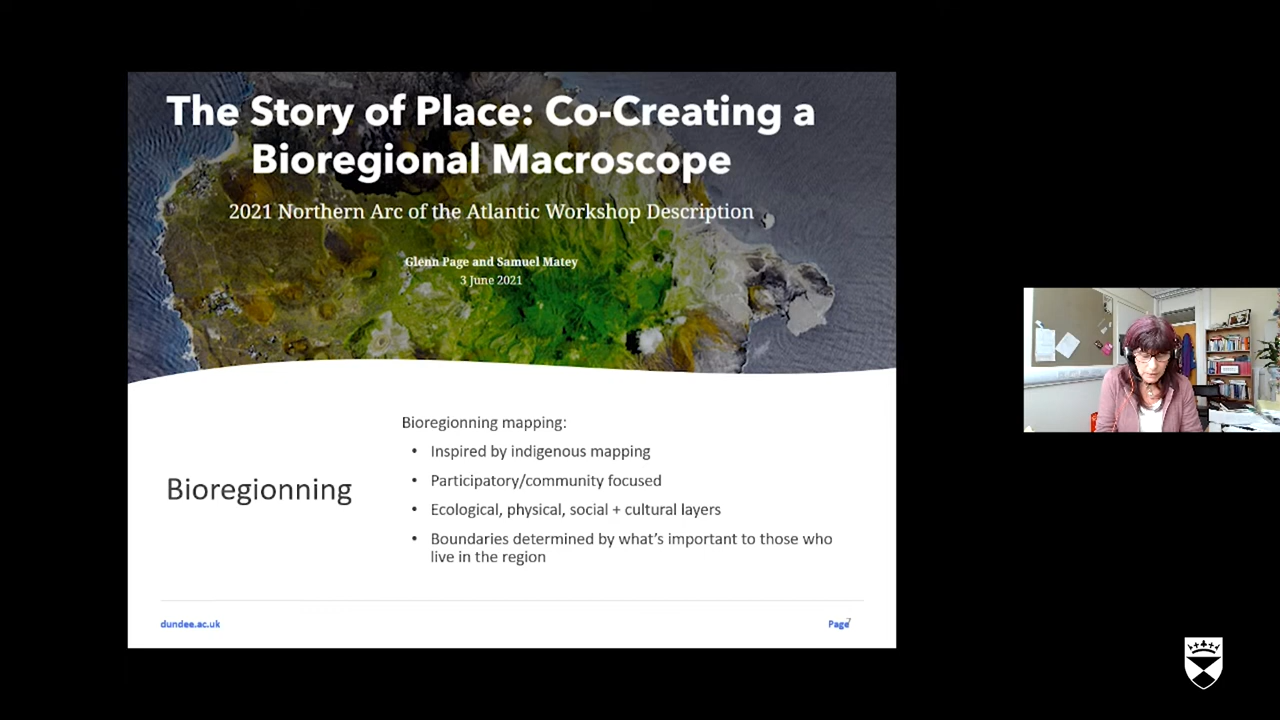 The Story of Place: Co-Creating a
Bioregional Macroscope
2021 Northern Arc of the Atlantic Workshop Description
Glenn Page and Samuel Matey
3 June 2021
Bioregionning
Bioregionning mapping:
• Inspired by indigenous mapping
• Participatory/community focused
• Ecological, physical, social + cultural layers
• Boundaries determined by what's important to those who
live in the region
dundee.ac.uk
Page 7